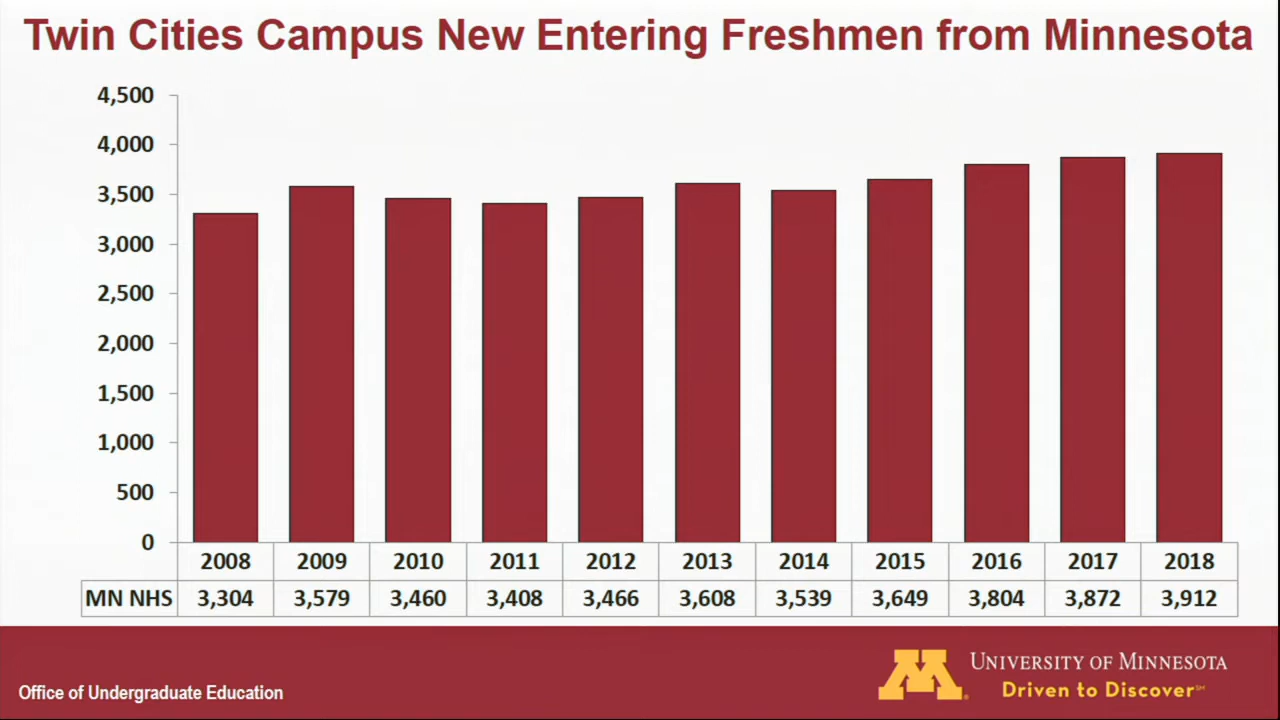 Twin Cities Campus New Entering Freshmen from Minnesota
4,500
4,000
3,500
3,000
2,500
2,000
1,500
1,000
500
0
2008 2009 2010 2011 2012 2013 2014 2015 2016 2017 2018
MN NHS 3,304 3,579 3,460 3,408 3,466 3,608 3,539 3,649 3,804 3,872 3,912
Office of Undergraduate Education
M
UNIVERSITY OF MINNESOTA
Driven to Discover℠